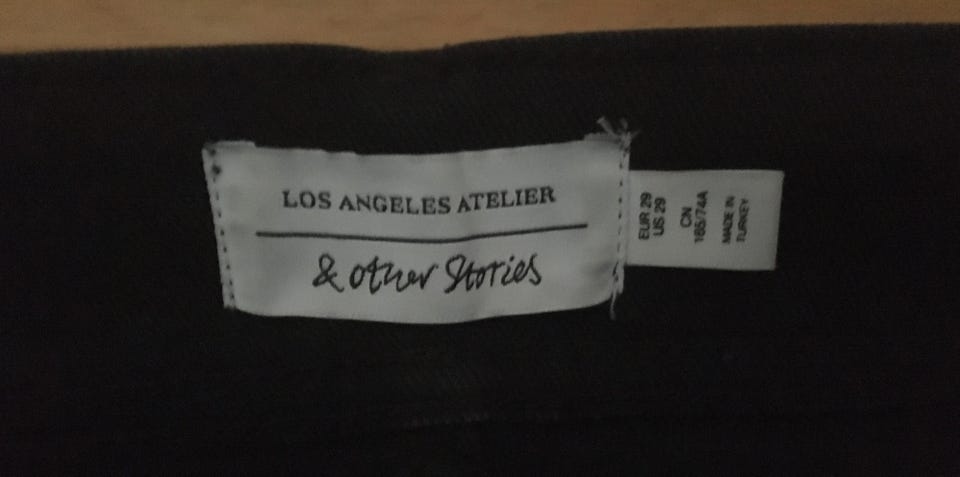 LOS ANGELES ATELIER
& other Stories
EUR 29
US 29
CN
165/74A
MADE IN
TURKEY